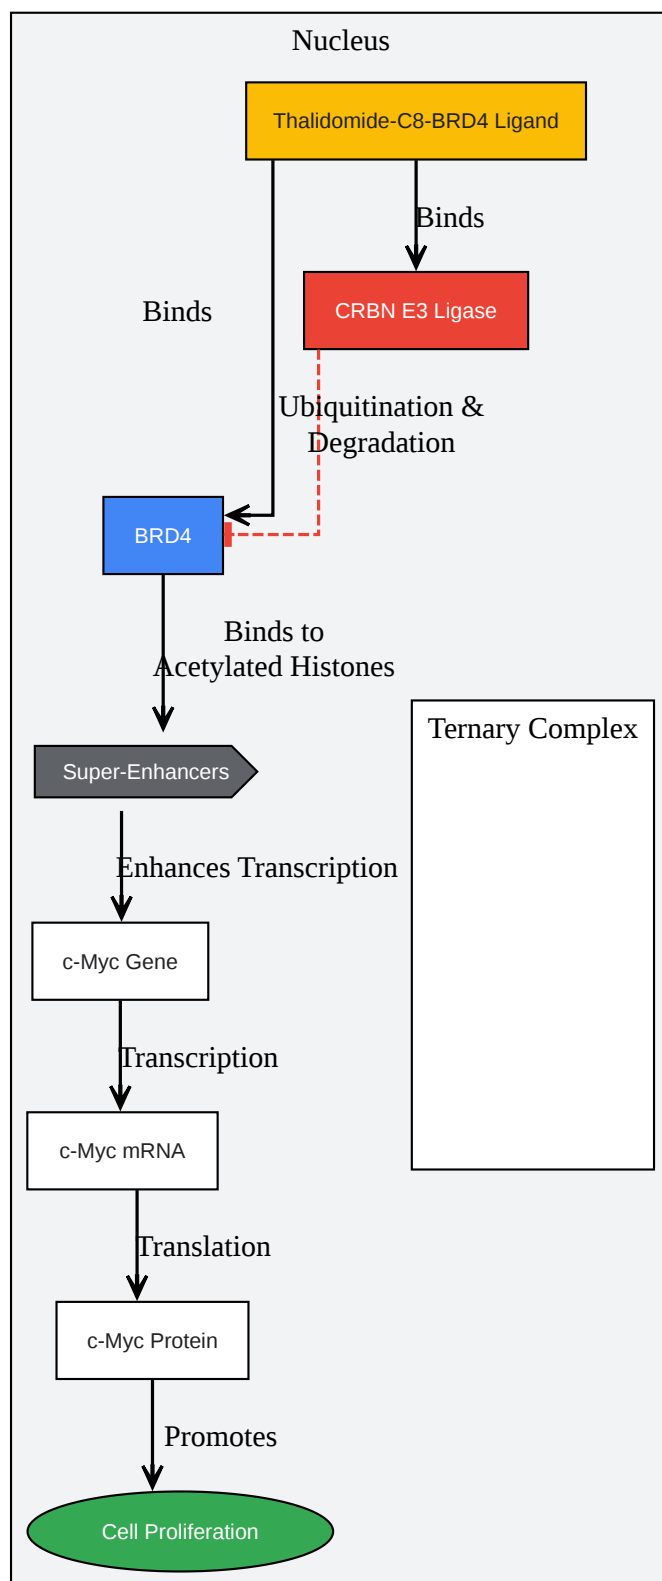 Nucleus
Thalidomide-C8-BRD4 Ligand
Binds
CRBN E3 Ligase
Binds
Ubiquitination &
Degradation
BRD4
Binds to
Acetylated Histones
Ternary Complex
Super-Enhancers
Enhances Transcription
c-Myc Gene
Transcription
c-Myc mRNA
Translation
c-Myc Protein
Promotes
Cell Proliferation